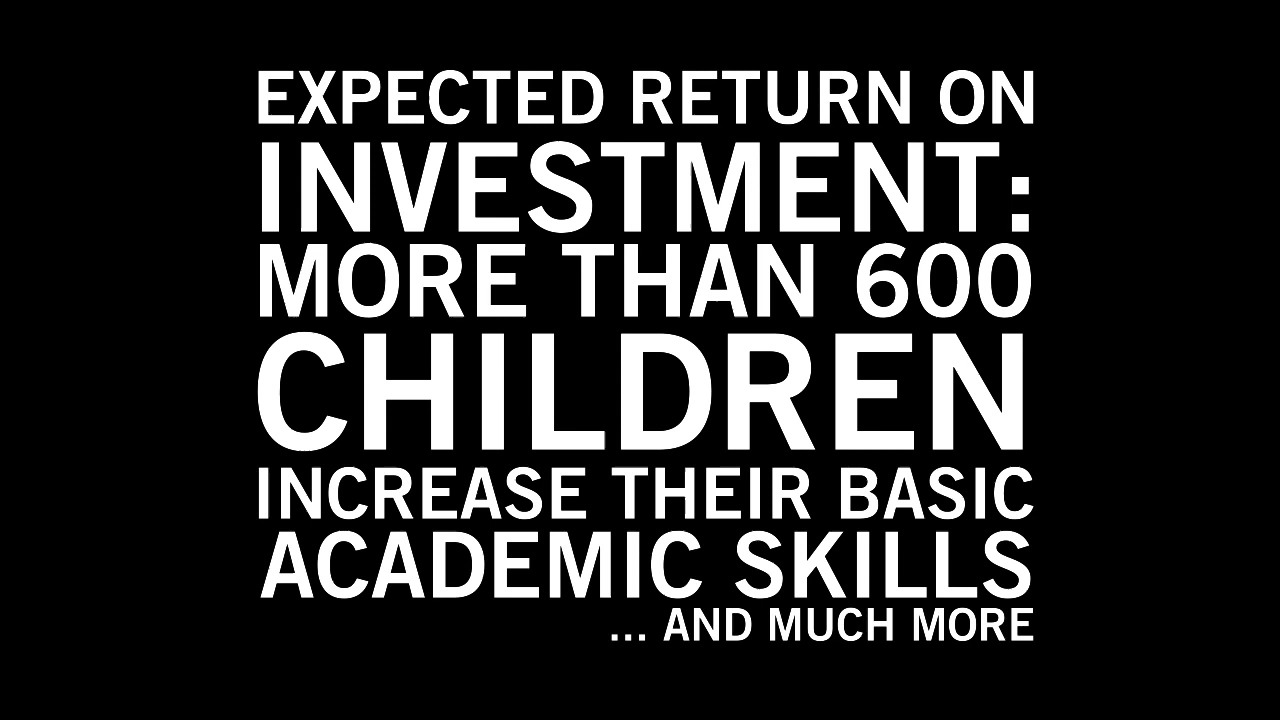 EXPECTED RETURN ON
INVESTMENT:
MORE THAN 600
CHILDREN
INCREASE THEIR BASIC
ACADEMIC SKILLS
... AND MUCH MORE